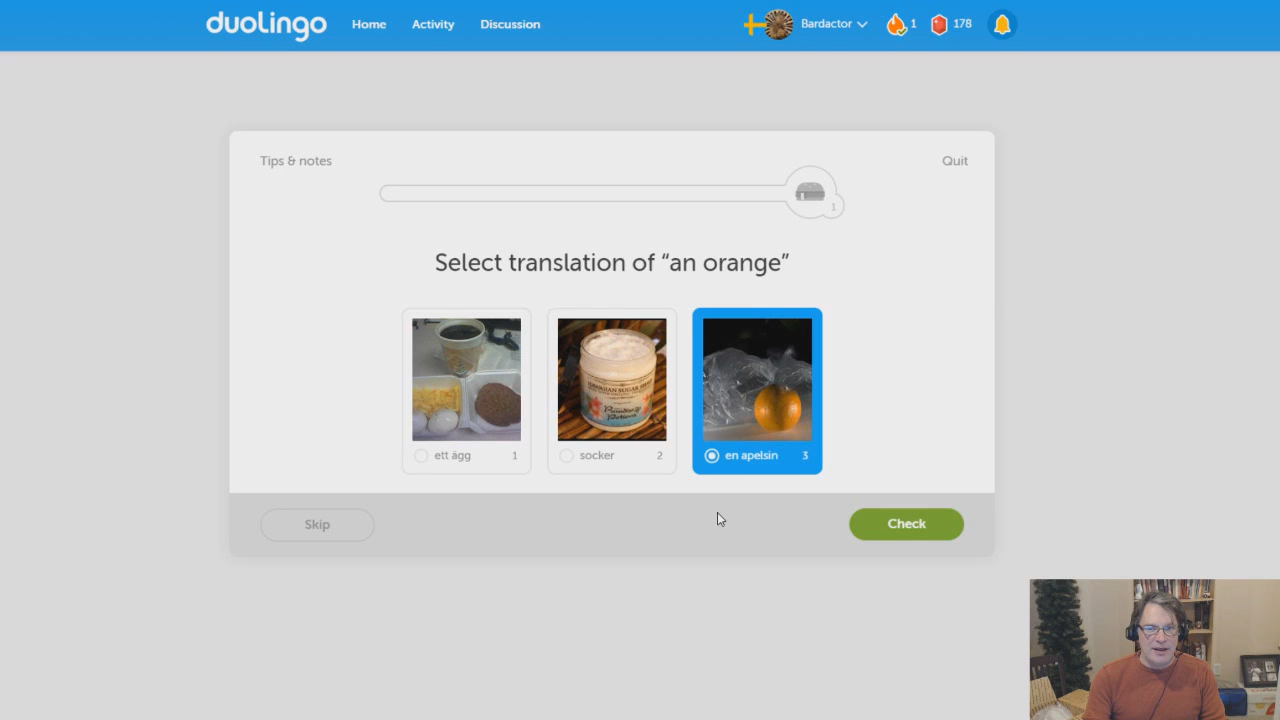 duolingo Home Activity Discussion Bardactor 1 178
Tips & notes Quit
1
Select translation of “an orange”
ett ägg 1 socker 2 en apelsin 3
Skip Check